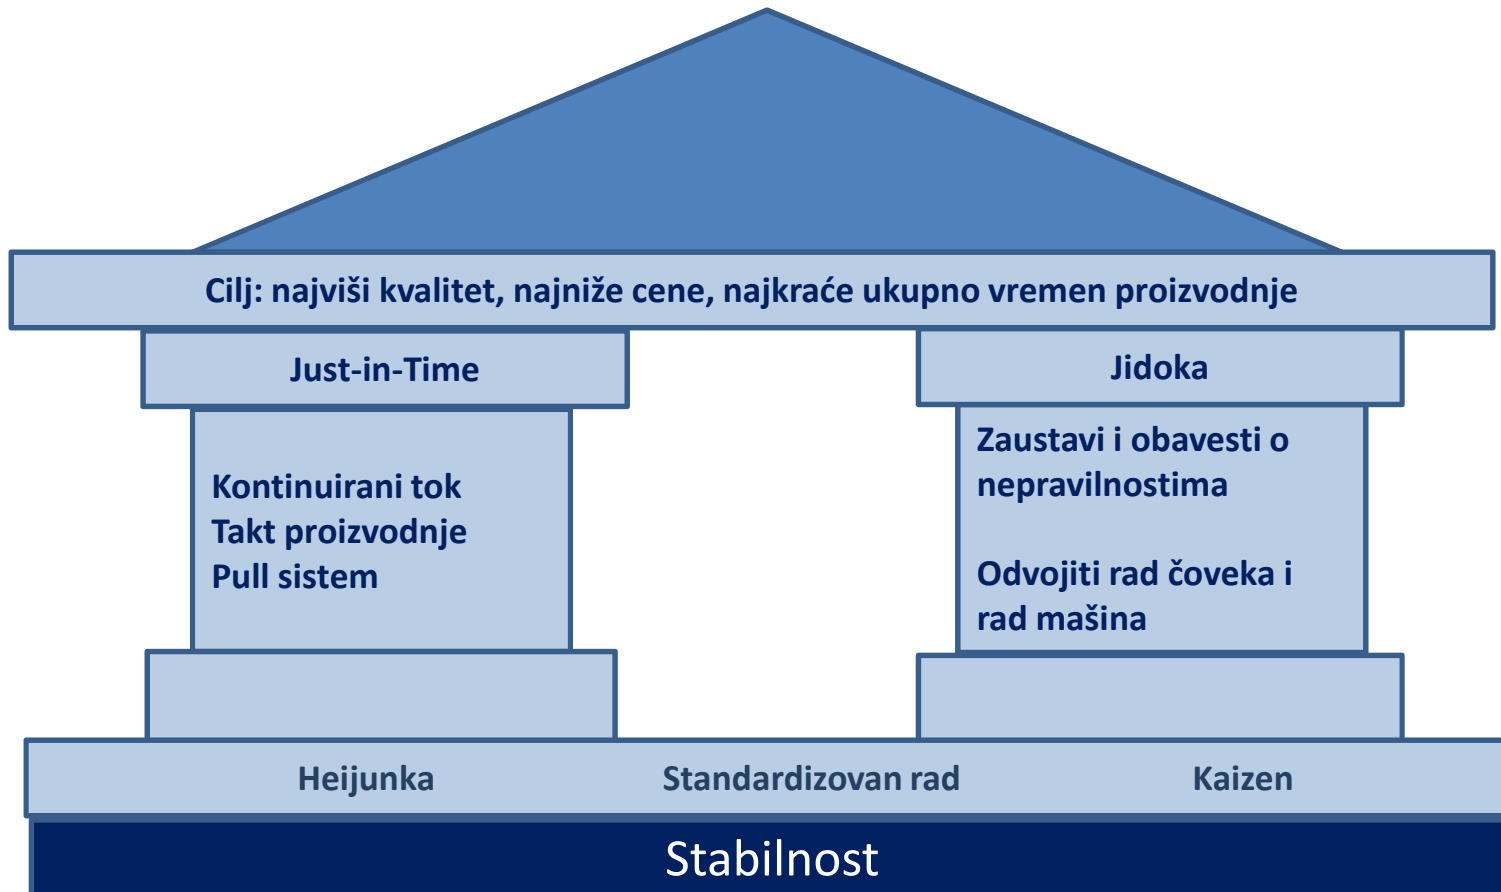 Cilj: najviši kvalitet, najniže cene, najkraće ukupno vremen proizvodnje
Just-in-Time
Kontinuirani tok
Takt proizvodnje
Pull sistem
Jidoka
Zaustavi i obavesti o
nepravilnostima
Odvojiti rad čoveka i
rad mašina
Heijunka Standardizovan rad Kaizen
Stabilnost